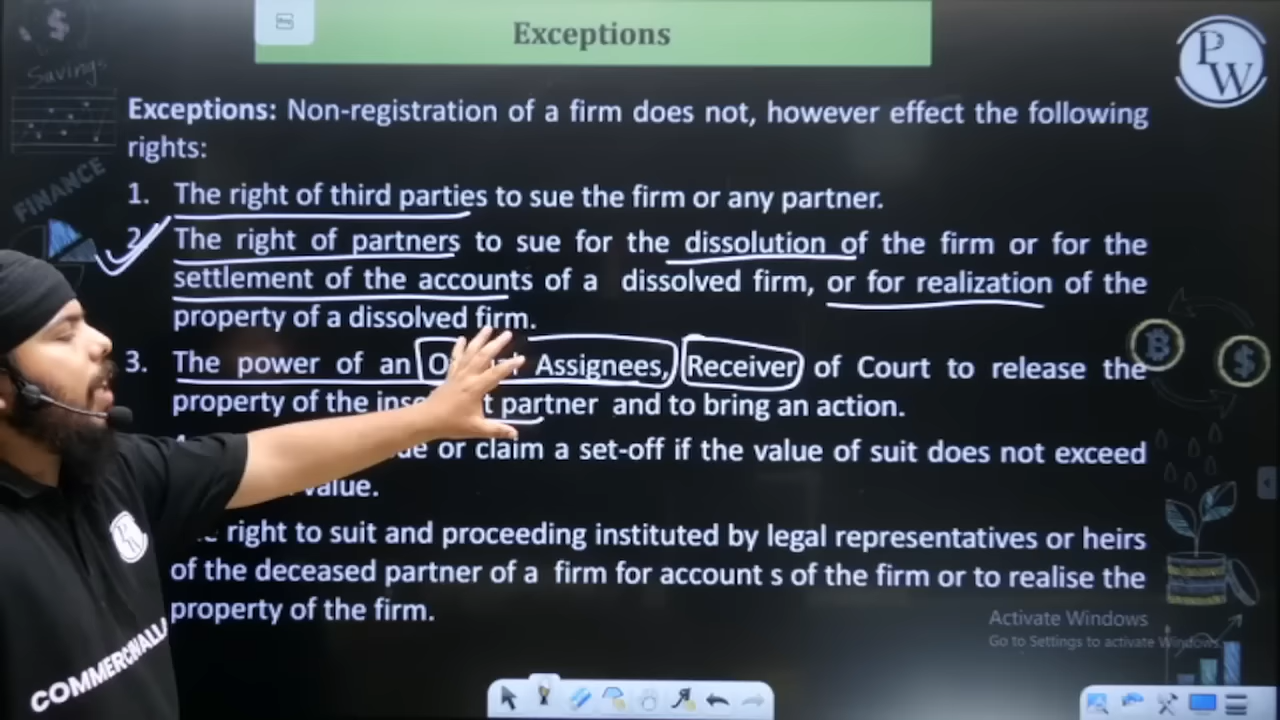 Exceptions
PW
Savings
FINANCE
Exceptions: Non-registration of a firm does not, however effect the following
rights:
1. The right of third parties to sue the firm or any partner.
2. The right of partners to sue for the dissolution of the firm or for the
settlement of the accounts of a dissolved firm, or for realization of the
property of a dissolved firm.
3. The power of an Assignees, Receiver of Court to release the
property of the partner and to bring an action.
or claim a set-off if the value of suit does not exceed
value.
right to suit and proceeding instituted by legal representatives or heirs
of the deceased partner of a firm for account s of the firm or to realise the
property of the firm.
Activate Windows
Go to Settings to activate Windows.
PW
COMMERCEWALLAH